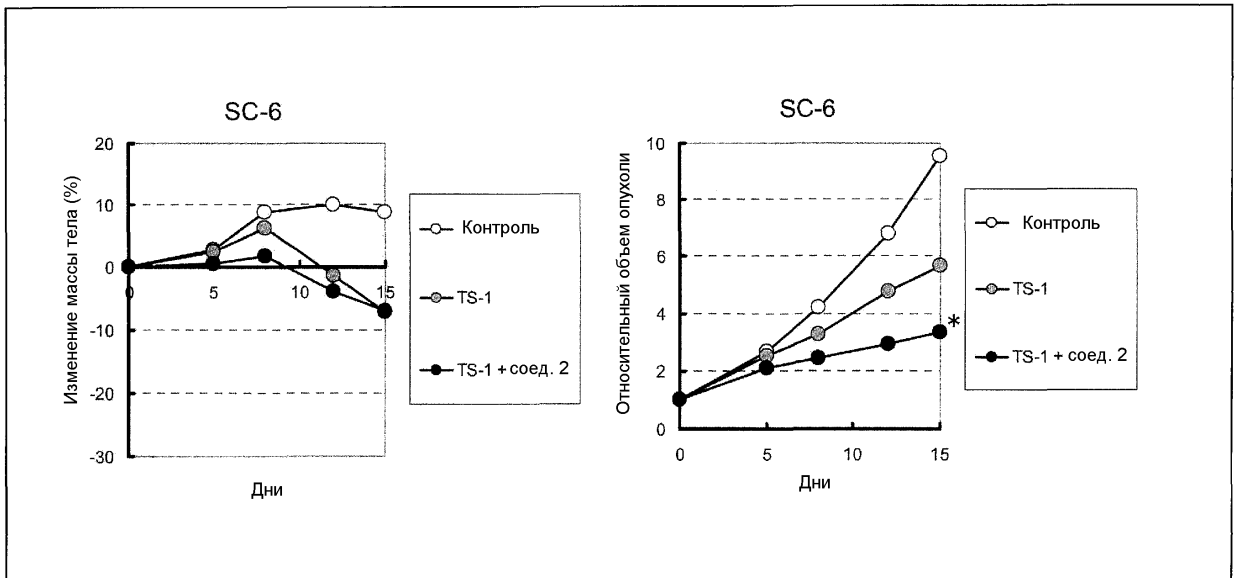 SC-6
Изменение массы тела (%)
20
10
0
-10
-20
-30
0
5
10
15
Дни
Контроль
TS-1
TS-1 + соед. 2
SC-6
Относительный объем опухоли
10
8
6
4
2
0
0
5
10
15
Дни
*
Контроль
TS-1
TS-1 + соед. 2